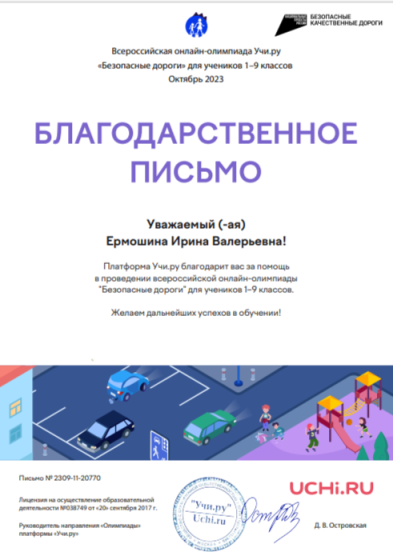 БЕЗОПАСНЫЕ
КАЧЕСТВЕННЫЕ ДОРОГИ
Всероссийская онлайн-олимпиада Учи.ру
«Безопасные дороги» для учеников 1–9 классов
Октябрь 2023
БЛАГОДАРСТВЕННОЕ
ПИСЬМО
Уважаемый (-ая)
Ермошина Ирина Валерьевна!
Платформа Учи.ру благодарит вас за помощь
в проведении всероссийской онлайн-олимпиады
"Безопасные дороги" для учеников 1–9 классов.
Желаем дальнейших успехов в обучении!
Письмо № 2309-11-20770
Лицензия на осуществление образовательной
деятельности №038749 от «20» сентября 2017 г.
Руководитель направления «Олимпиады»
платформы «Учи.ру»
"Учи.ру"
Uchi.ru
UCHi.RU
Д. В. Островская